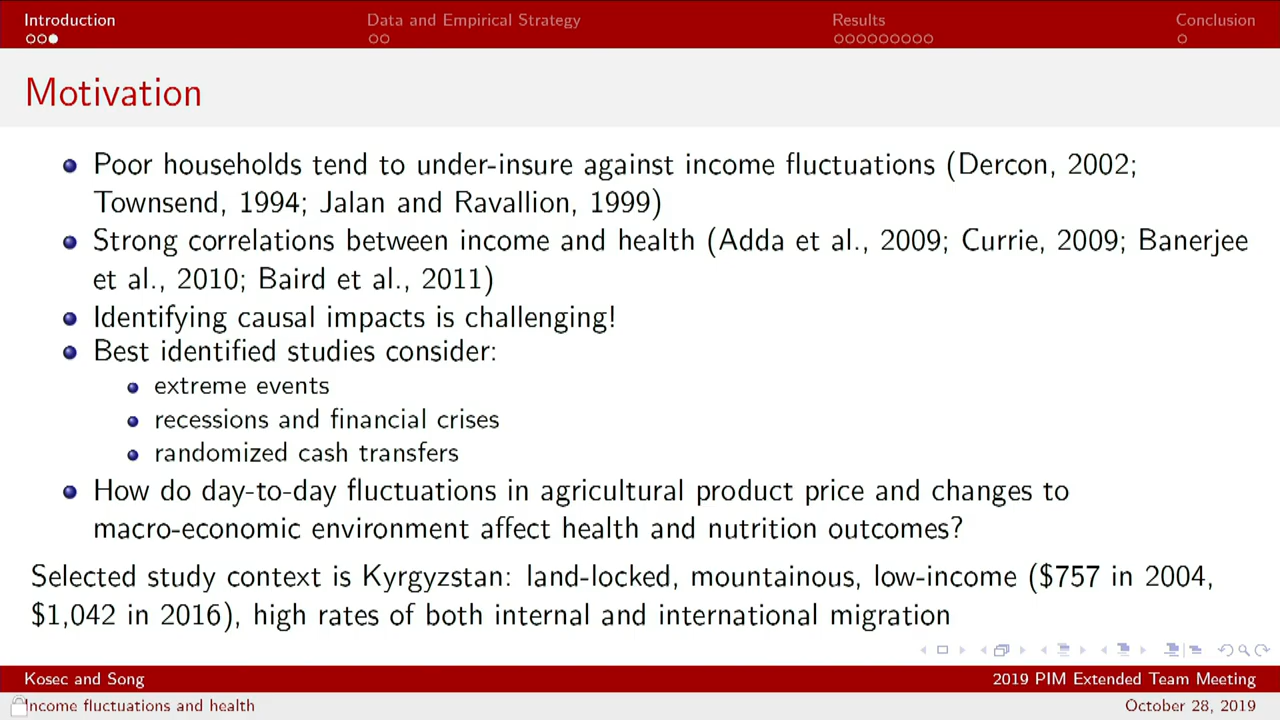 Introduction
Data and Empirical Strategy
Results
Conclusion
Motivation
Poor households tend to under-insure against income fluctuations (Dercon, 2002;
Townsend, 1994; Jalan and Ravallion, 1999)
Strong correlations between income and health (Adda et al., 2009; Currie, 2009; Banerjee
et al., 2010; Baird et al., 2011)
Identifying causal impacts is challenging!
Best identified studies consider:
extreme events
recessions and financial crises
randomized cash transfers
How do day-to-day fluctuations in agricultural product price and changes to
macro-economic environment affect health and nutrition outcomes?
Selected study context is Kyrgyzstan: land-locked, mountainous, low-income ($757 in 2004,
$1,042 in 2016), high rates of both internal and international migration
Kosec and Song
2019 PIM Extended Team Meeting
Income fluctuations and health
October 28, 2019